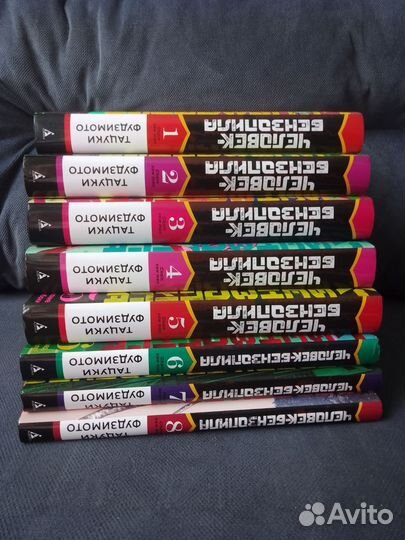 ТАЦУКИ
ФУДЗИМОТО
1
ЧЕЛОВЕК-
БЕНЗОПИЛА
ТАЦУКИ
ФУДЗИМОТО
2
ЧЕЛОВЕК-
БЕНЗОПИЛА
ТАЦУКИ
ФУДЗИМОТО
3
ЧЕЛОВЕК-
БЕНЗОПИЛА
ТАЦУКИ
ФУДЗИМОТО
4
ЧЕЛОВЕК-
БЕНЗОПИЛА
ТАЦУКИ
ФУДЗИМОТО
5
ЧЕЛОВЕК-
БЕНЗОПИЛА
ТАЦУКИ
ФУДЗИМОТО
6
ЧЕЛОВЕК-БЕНЗОПИЛА
ТАЦУКИ
ФУДЗИМОТО
7
ЧЕЛОВЕК-БЕНЗОПИЛА
ТАЦУКИ
ФУДЗИМОТО
8
ЧЕЛОВЕК-БЕНЗОПИЛА
Avito